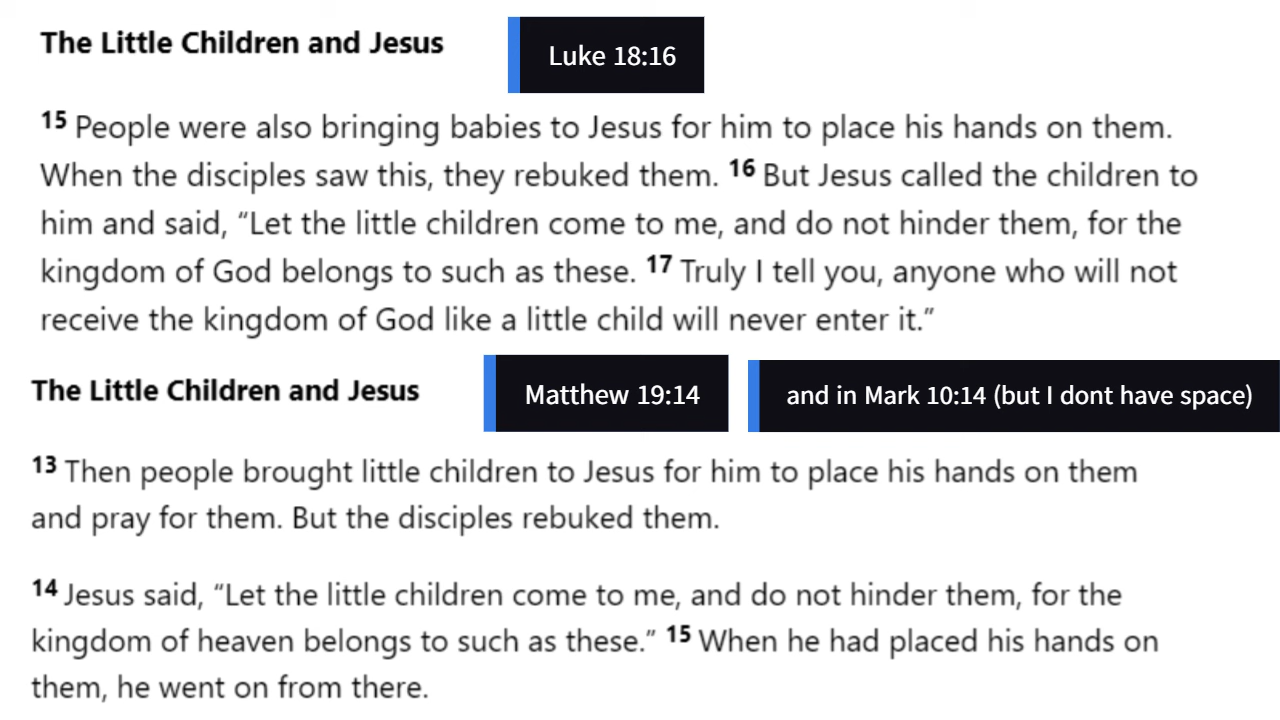 The Little Children and Jesus
Luke 18:16
15 People were also bringing babies to Jesus for him to place his hands on them.
When the disciples saw this, they rebuked them. 16 But Jesus called the children to
him and said, “Let the little children come to me, and do not hinder them, for the
kingdom of God belongs to such as these. 17 Truly I tell you, anyone who will not
receive the kingdom of God like a little child will never enter it.”
The Little Children and Jesus
Matthew 19:14
and in Mark 10:14 (but I dont have space)
13 Then people brought little children to Jesus for him to place his hands on them
and pray for them. But the disciples rebuked them.
14 Jesus said, “Let the little children come to me, and do not hinder them, for the
kingdom of heaven belongs to such as these.” 15 When he had placed his hands on
them, he went on from there.